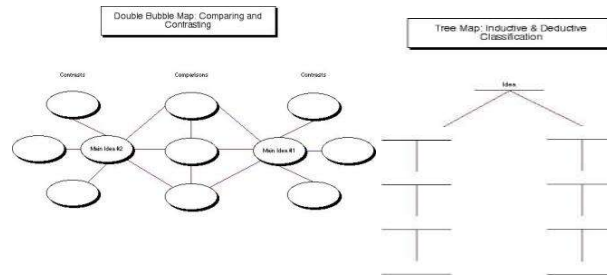 Double Bubble Map: Comparing and
Contrasting
Contrasts
Comparisons
Contrasts
Main Idea #2
Main Idea #1
Tree Map: Inductive & Deductive
Classification
Idea